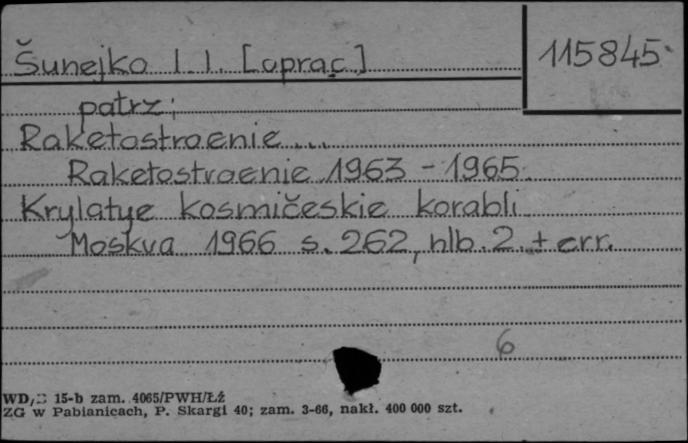 Šunejko I. I. [oprac.]
115845
patrz:
Raketostroenie...
Raketostroenie 1963 - 1965.
Krylatye kosmičeskie korabli
Moskva 1966 s. 262, nlb. 2. + err.
6
WD, 15-b zam. 4065/PWH/ŁŻ
ZG w Pabianicach, P. Skargi 40; zam. 3-66, nakł. 400 000 szt.